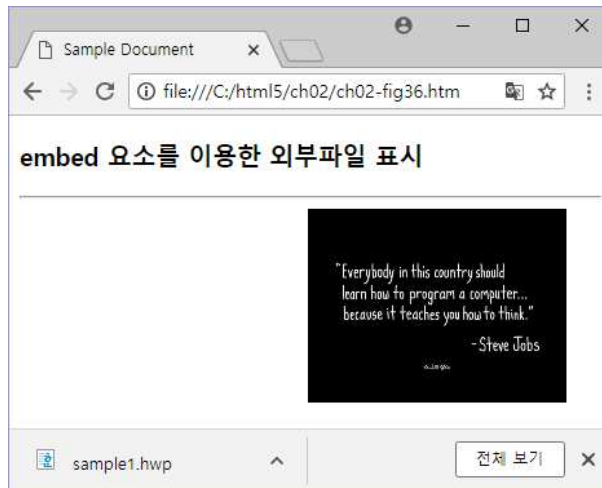 Sample Document
file:///C:/html5/ch02/ch02-fig36.htm
embed 요소를 이용한 외부파일 표시
"Everybody in this country should
learn how to program a computer...
because it teaches you how to think."
- Steve Jobs
sample1.hwp
전체 보기